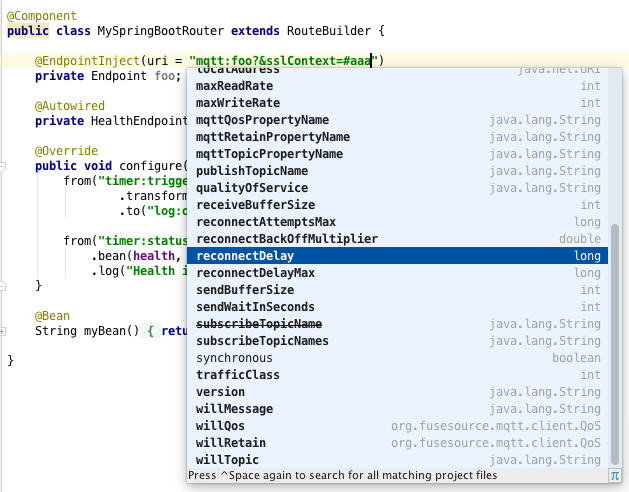 @Component
public class MySpringBootRouter extends RouteBuilder {
@EndpointInject(uri = "mqtt:foo?&sslContext=#aaa")
private Endpoint foo;
localAddress java.net.URI
maxReadRate int
@Autowired
maxWriteRate int
private HealthEndpoint
mqttQosPropertyName java.lang.String
mqttRetainPropertyName java.lang.String
@Override
mqttTopicPropertyName java.lang.String
public void configure(
publishTopicName java.lang.String
from("timer:trigge
qualityOfService java.lang.String
.transform
receiveBufferSize int
.to("log:o
reconnectAttemptsMax long
from("timer:status
reconnectBackOffMultiplier double
.bean(health,
reconnectDelay long
.log("Health i
reconnectDelayMax long
}
sendBufferSize int
sendWaitInSeconds int
@Bean
subscribeTopicName java.lang.String
String myBean() { retu
subscribeTopicNames java.lang.String
synchronous boolean
}
trafficClass int
version java.lang.String
willMessage java.lang.String
willQos org.fusesource.mqtt.client.QoS
willRetain org.fusesource.mqtt.client.QoS
willTopic java.lang.String
Press ^Space again to search for all matching project files π